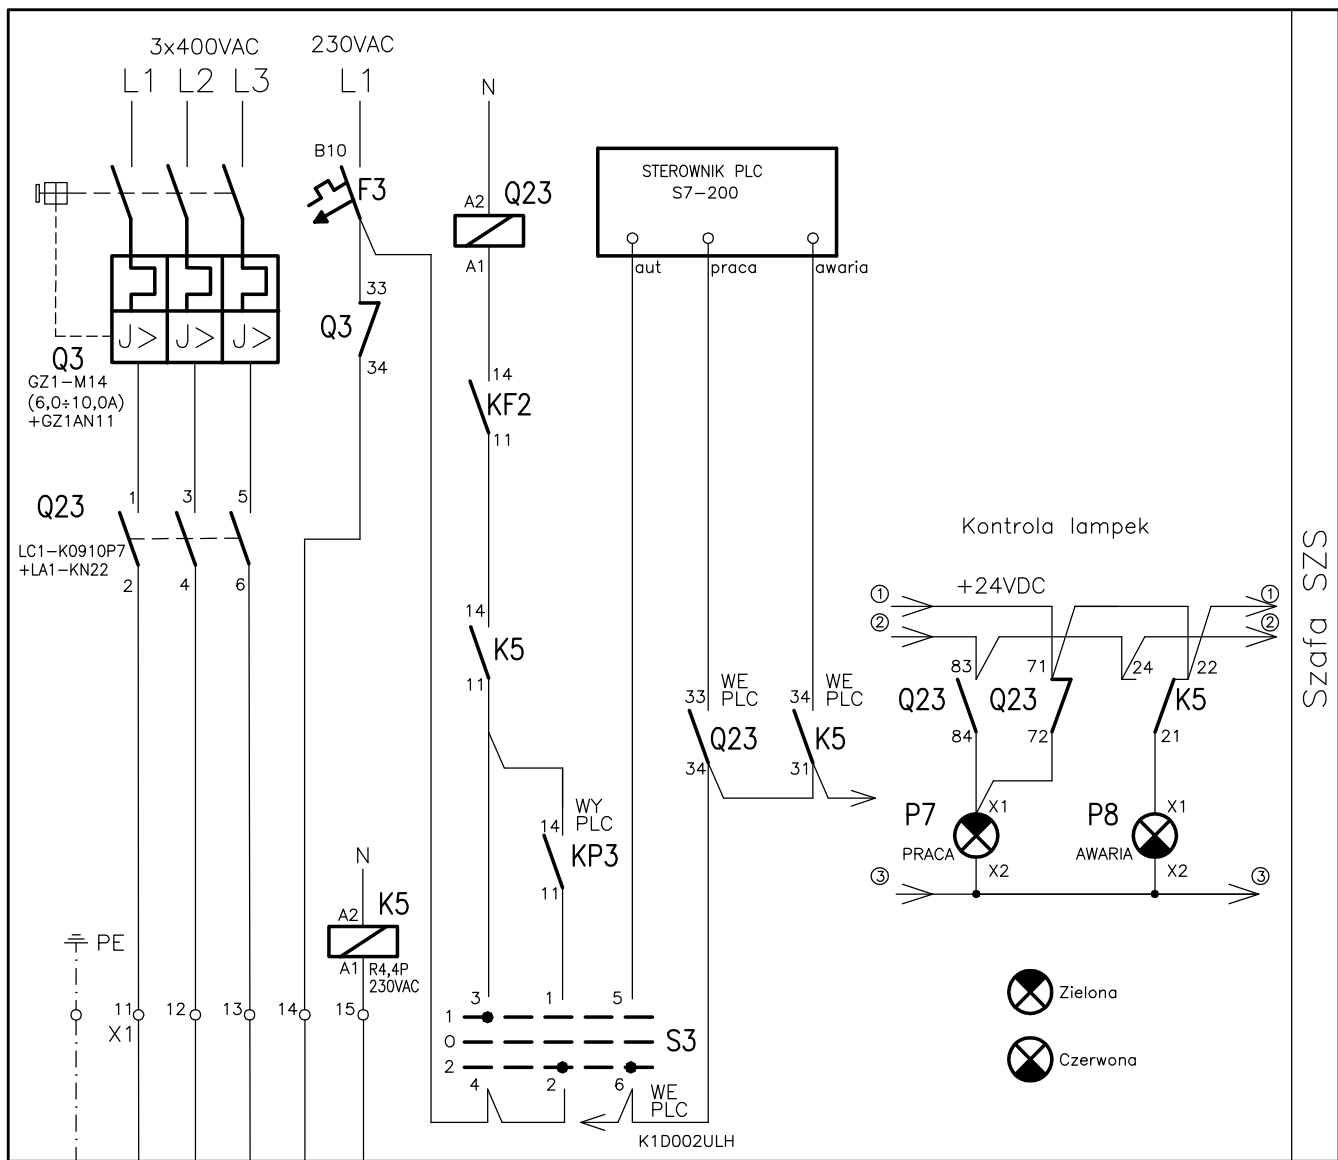 3x400VAC
230VAC
L1 L2 L3
L1
N
B10
F3
A2
Q23
A1
STEROWNIK PLC
S7-200
aut
praca
awaria
33
Q3
34
J> J> J>
Q3
GZ1-M14
(6,0÷10,0A)
+GZ1AN11
14
KF2
11
Q23
1 3 5
LC1-K0910P7
+LA1-KN22
2 4 6
14
K5
11
Kontrola lampek
+24VDC
1
1
2
2
83
71
24
22
Q23
Q23
K5
84
72
21
WE
PLC
33
Q23
34
WE
PLC
34
K5
31
P7
X1
PRACA
X2
P8
X1
AWARIA
X2
3
3
WY
PLC
14
KP3
11
N
A2
K5
A1
R4,4P
230VAC
PE
11
12
13
14
15
X1
3
1
5
1
0
S3
2
4
2
6
WE
PLC
K1D002ULH
Zielona
Czerwona
Szafa SZS